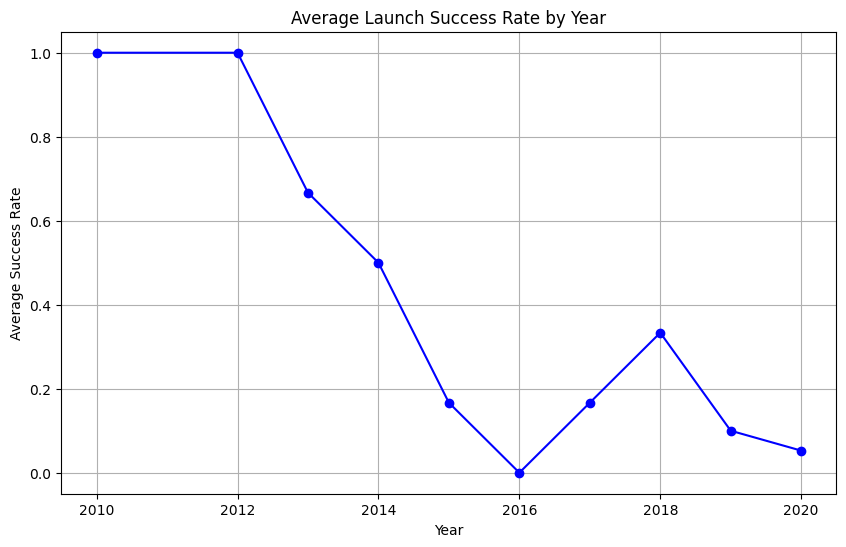 Average Launch Success Rate by Year
1.0
0.8
0.6
0.4
0.2
0.0
Average Success Rate
2010 2012 2014 2016 2018 2020
Year